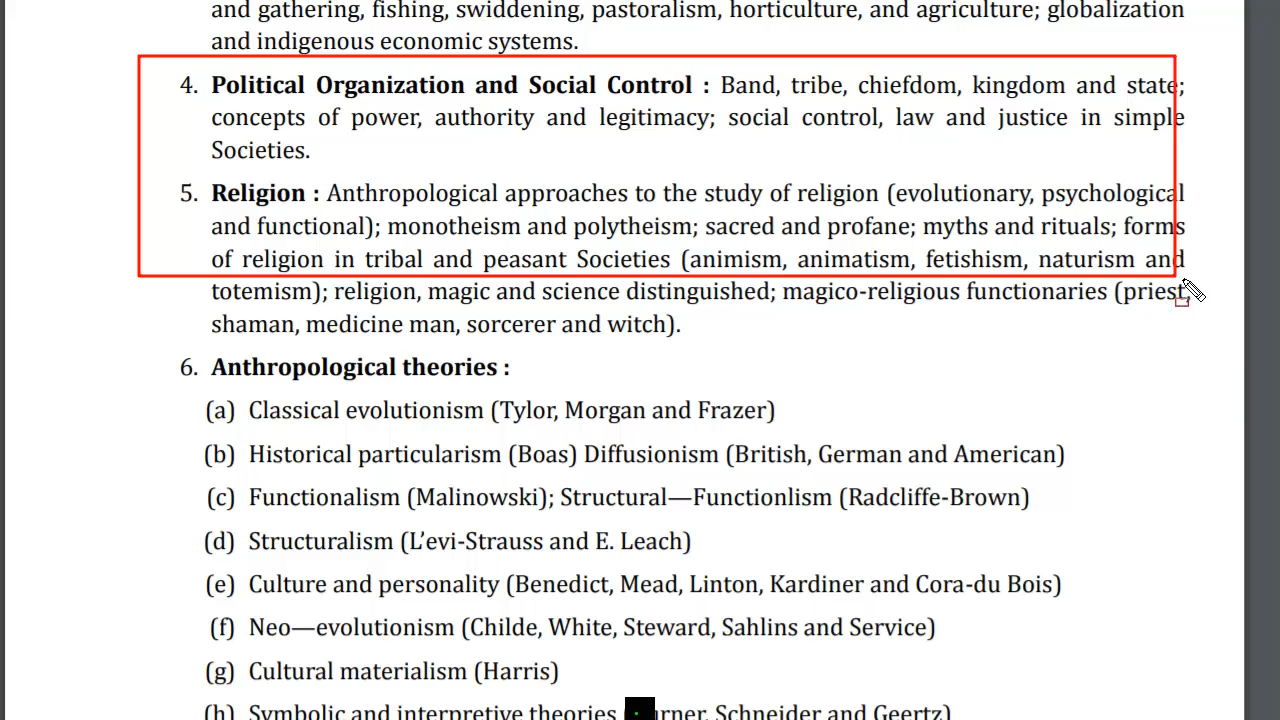 and gathering, fishing, swiddening, pastoralism, horticulture, and agriculture; globalization
and indigenous economic systems.
4. Political Organization and Social Control : Band, tribe, chiefdom, kingdom and state;
concepts of power, authority and legitimacy; social control, law and justice in simple
Societies.
5. Religion : Anthropological approaches to the study of religion (evolutionary, psychological
and functional); monotheism and polytheism; sacred and profane; myths and rituals; forms
of religion in tribal and peasant Societies (animism, animatism, fetishism, naturism and
totemism); religion, magic and science distinguished; magico-religious functionaries (priest,
shaman, medicine man, sorcerer and witch).
6. Anthropological theories :
(a) Classical evolutionism (Tylor, Morgan and Frazer)
(b) Historical particularism (Boas) Diffusionism (British, German and American)
(c) Functionalism (Malinowski); Structural—Functionlism (Radcliffe-Brown)
(d) Structuralism (L'evi-Strauss and E. Leach)
(e) Culture and personality (Benedict, Mead, Linton, Kardiner and Cora-du Bois)
(f) Neo—evolutionism (Childe, White, Steward, Sahlins and Service)
(g) Cultural materialism (Harris)
(h) Symbolic and interpretive theories Schneider and Geertz)